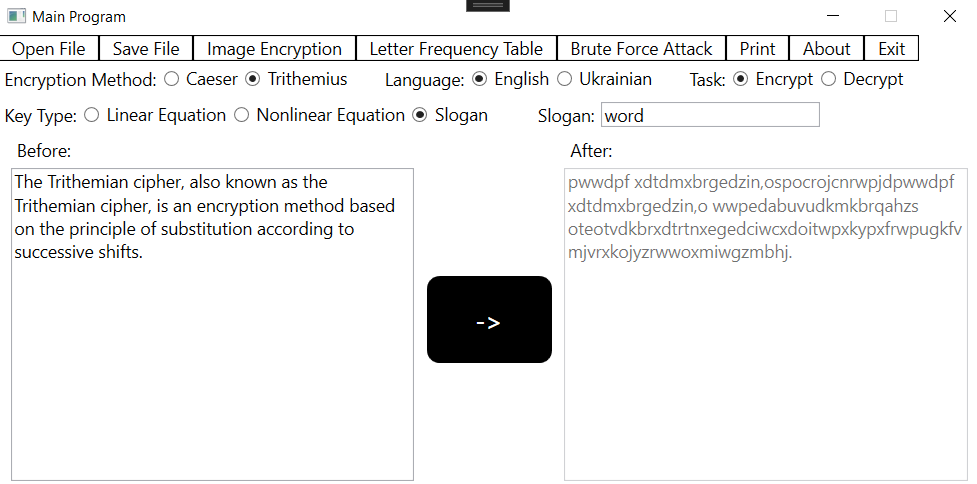 Main Program
Open File Save File Image Encryption Letter Frequency Table Brute Force Attack Print About Exit
Encryption Method: Caeser Trithemius Language: English Ukrainian Task: Encrypt Decrypt
Key Type: Linear Equation Nonlinear Equation Slogan Slogan: word
Before:
The Trithemian cipher, also known as the
Trithemian cipher, is an encryption method based
on the principle of substitution according to
successive shifts.
->
After:
pwwdpf xdtdmxbrgedzin,ospocrojcnrwpjdpwwdpf
xdtdmxbrgedzin,o wwpedabuvudkmkbrqahzs
oteotvdkbrxdtrtnxegedciwcxdoitwpxkypxfrwpugkfv
mjvrxkojyzrwwoxmiwgzmbhj.